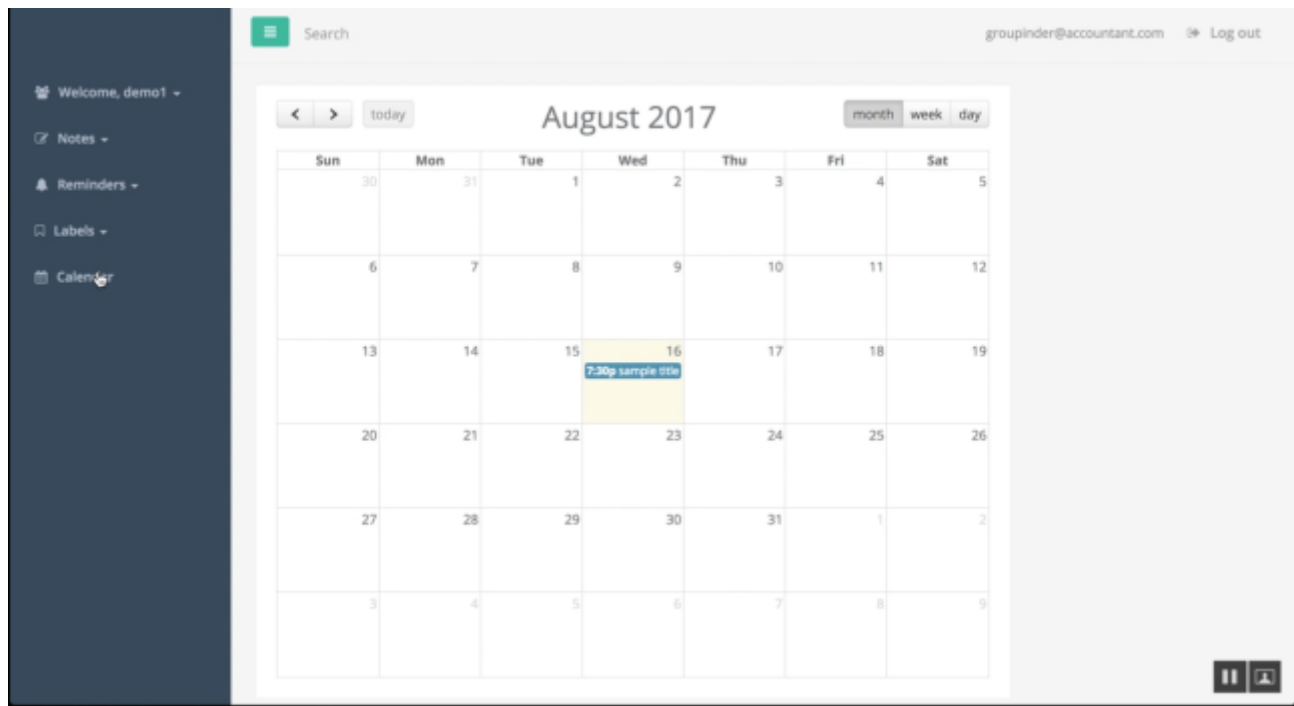 Search
groupinder@accountant.com Log out
Welcome, demo1
Notes
Reminders
Labels
Calender
today
August 2017
month week day
Sun Mon Tue Wed Thu Fri Sat
30 31 1 2 3 4 5
6 7 8 9 10 11 12
13 14 15 16 17 18 19
7:30p sample title
20 21 22 23 24 25 26
27 28 29 30 31 1 2
3 4 5 6 7 8 9